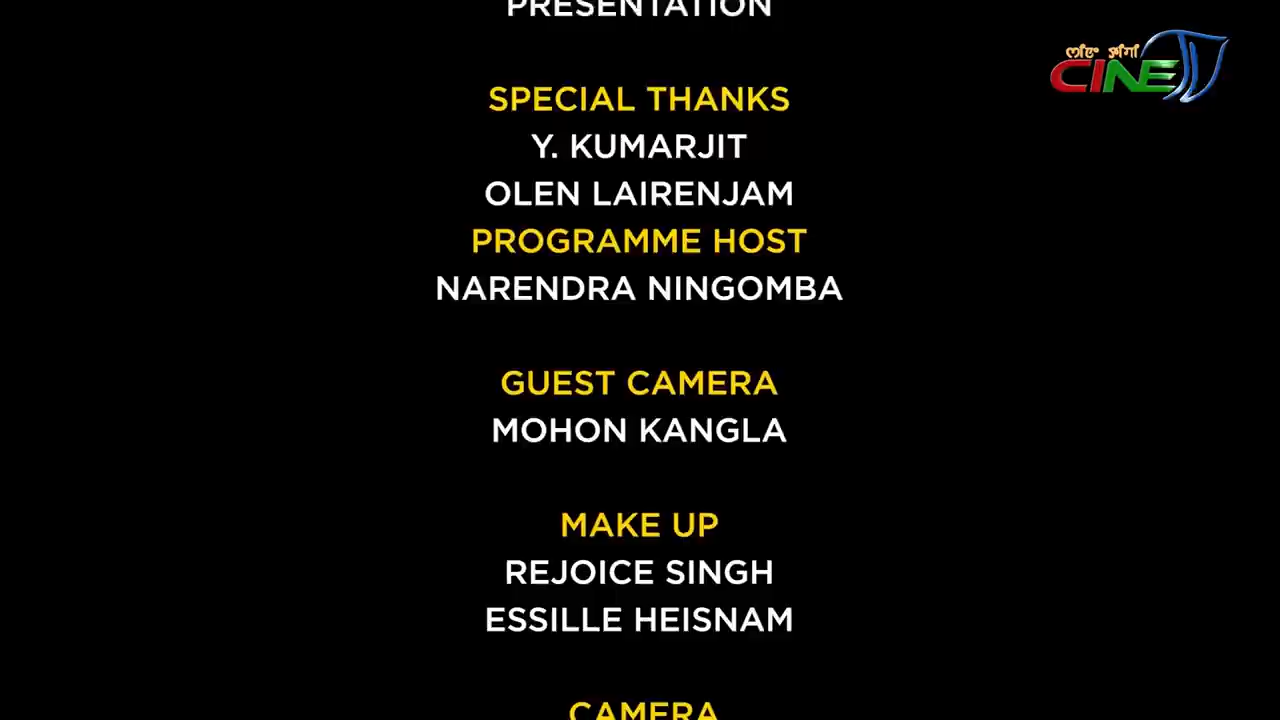 PRESENTATION
SPECIAL THANKS
Y. KUMARJIT
OLEN LAIRENJAM
PROGRAMME HOST
NARENDRA NINGOMBA
GUEST CAMERA
MOHON KANGLA
MAKE UP
REJOICE SINGH
ESSILLE HEISNAM
CAMERA
CINE TV